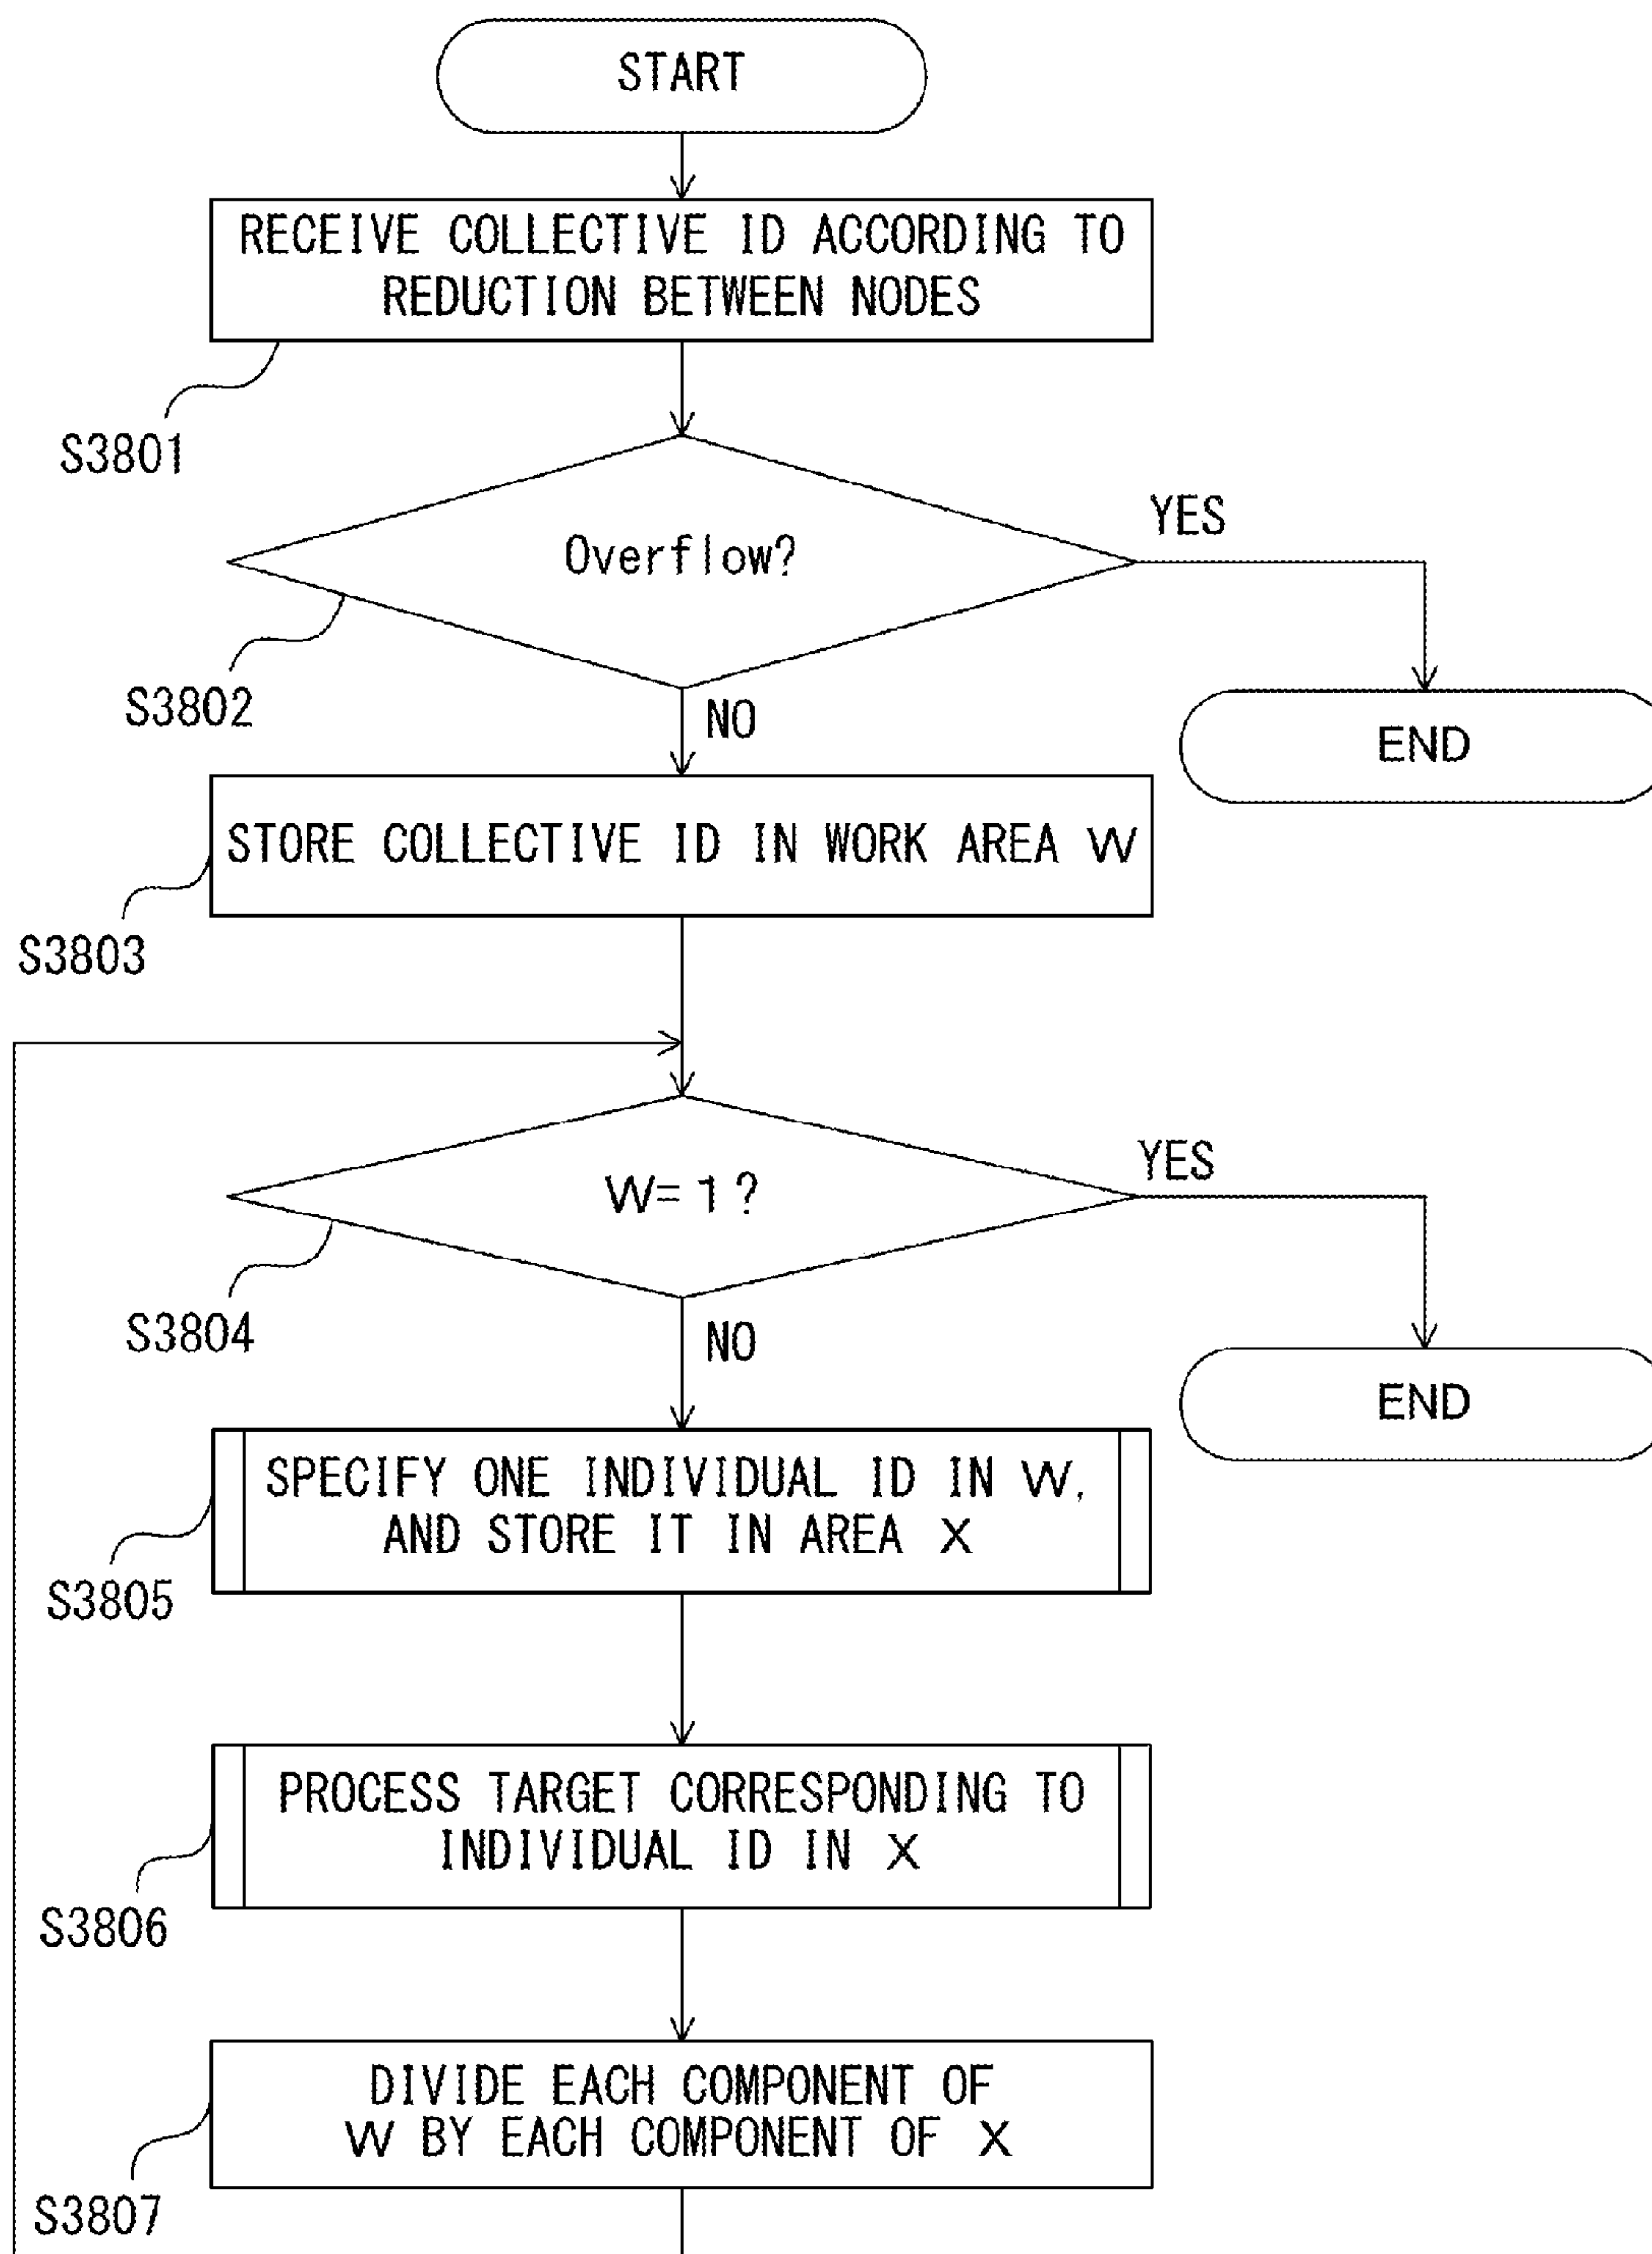 START
RECEIVE COLLECTIVE ID ACCORDING TO
REDUCTION BETWEEN NODES
S3801
Overflow?
YES
S3802
NO
END
STORE COLLECTIVE ID IN WORK AREA W
S3803
W=1?
YES
S3804
NO
END
SPECIFY ONE INDIVIDUAL ID IN W,
AND STORE IT IN AREA X
S3805
PROCESS TARGET CORRESPONDING TO
INDIVIDUAL ID IN X
S3806
DIVIDE EACH COMPONENT OF
W BY EACH COMPONENT OF X
S3807